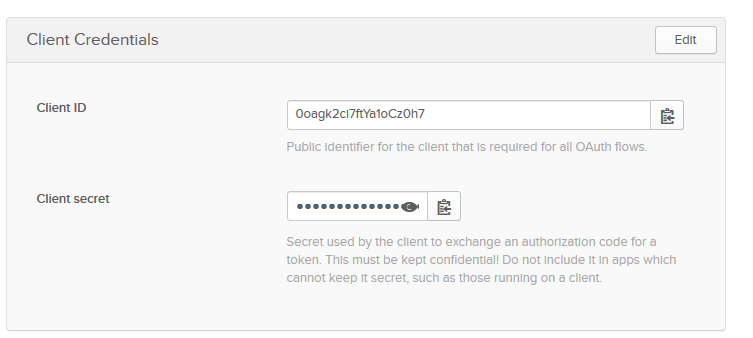 Client Credentials
Edit
Client ID
0oagk2ci7ftYa1oCz0h7
Public identifier for the client that is required for all OAuth flows.
Client secret
••••••••••••••
Secret used by the client to exchange an authorization code for a
token. This must be kept confidential! Do not include it in apps which
cannot keep it secret, such as those running on a client.